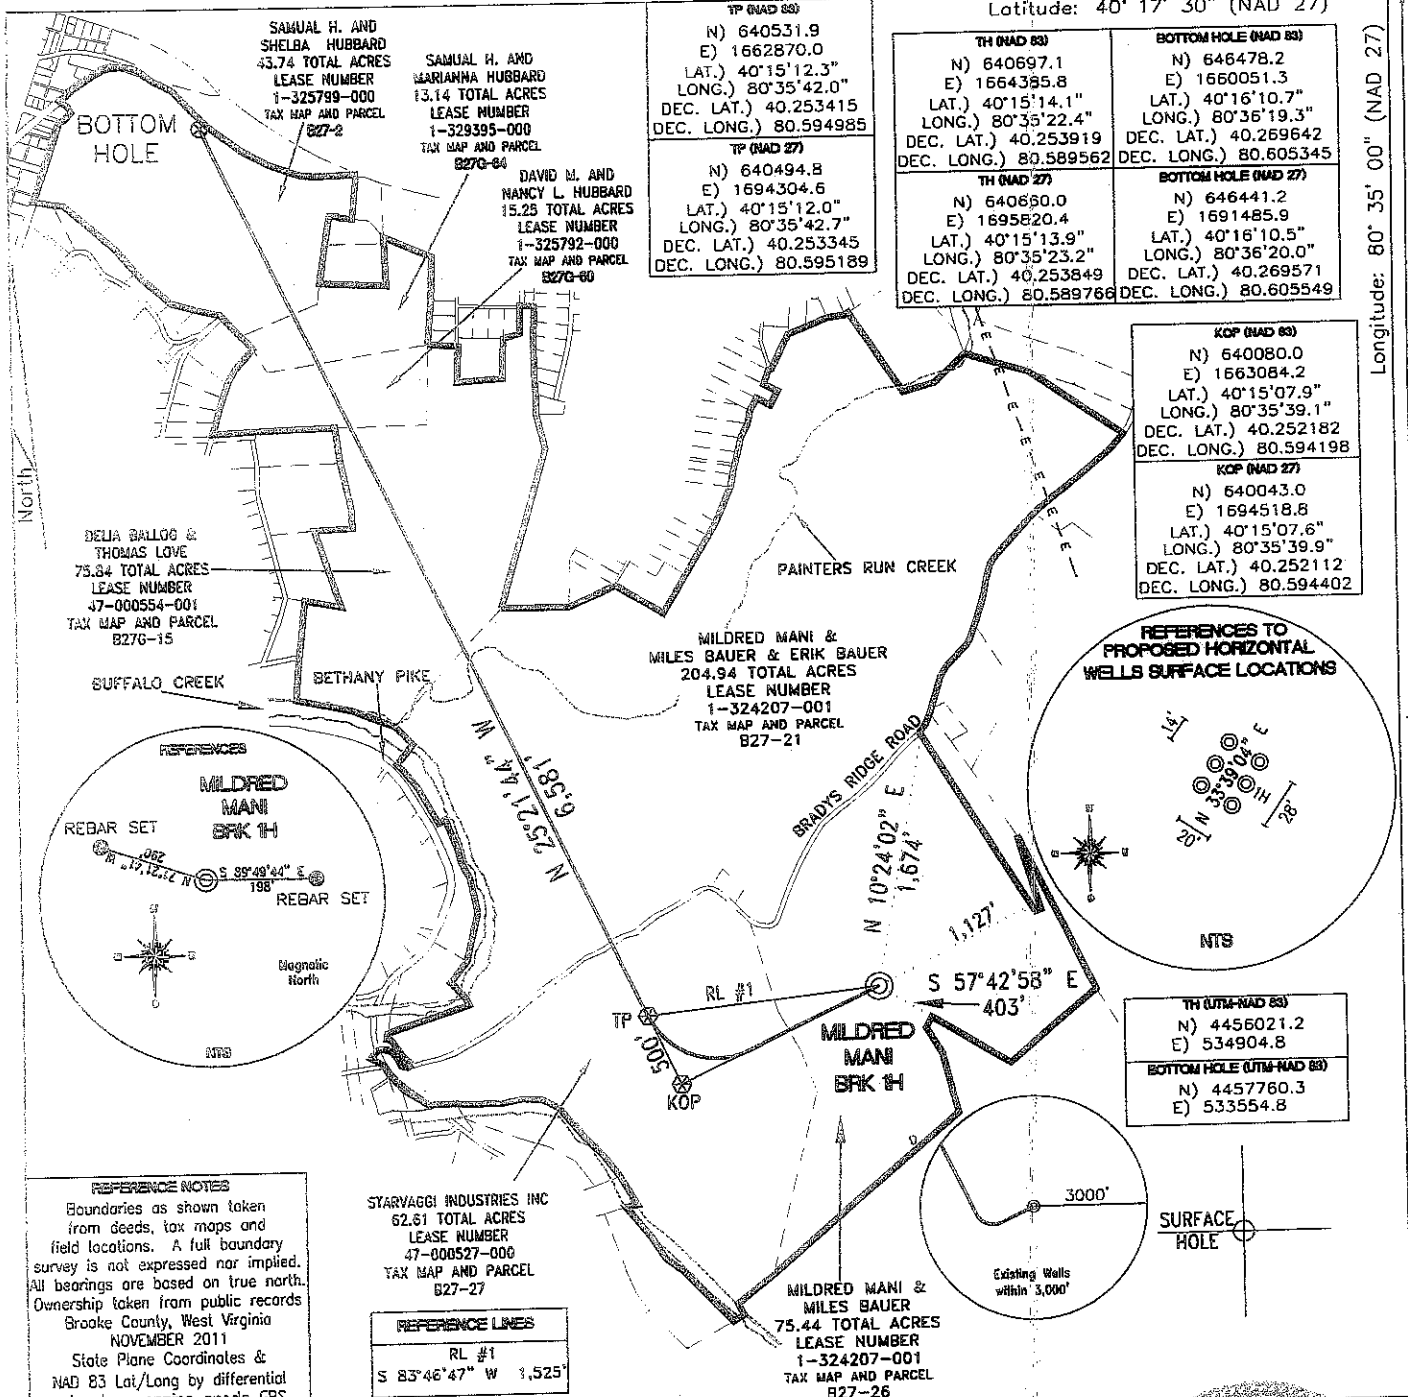 Latitude: 40° 17' 30" (NAD 27)
Longitude: 80° 35' 00" (NAD 27)
SAMUAL H. AND
SHELBA HUBBARD
43.74 TOTAL ACRES
LEASE NUMBER
1-325799-000
TAX MAP AND PARCEL
B27-2
SAMUAL H. AND
MARIANNA HUBBARD
13.14 TOTAL ACRES
LEASE NUMBER
1-329395-000
TAX MAP AND PARCEL
B27G-64
DAVID M. AND
NANCY L. HUBBARD
15.25 TOTAL ACRES
LEASE NUMBER
1-325792-000
TAX MAP AND PARCEL
B27G-60
BOTTOM
HOLE
TP (NAD 83)
N) 640531.9
E) 1662870.0
LAT.) 40°15'12.3"
LONG.) 80°35'42.0"
DEC. LAT.) 40.253415
DEC. LONG.) 80.594985
TP (NAD 27)
N) 640494.8
E) 1694304.6
LAT.) 40°15'12.0"
LONG.) 80°35'42.7"
DEC. LAT.) 40.253345
DEC. LONG.) 80.595189
TH (NAD 83)
N) 640697.1
E) 1664385.8
LAT.) 40°15'14.1"
LONG.) 80°35'22.4"
DEC. LAT.) 40.253919
DEC. LONG.) 80.589562
BOTTOM HOLE (NAD 83)
N) 646478.2
E) 1660051.3
LAT.) 40°16'10.7"
LONG.) 80°36'19.3"
DEC. LAT.) 40.269642
DEC. LONG.) 80.605345
TH (NAD 27)
N) 640660.0
E) 1695820.4
LAT.) 40°15'13.9"
LONG.) 80°35'23.2"
DEC. LAT.) 40.253849
DEC. LONG.) 80.589766
BOTTOM HOLE (NAD 27)
N) 646441.2
E) 1691485.9
LAT.) 40°16'10.5"
LONG.) 80°36'20.0"
DEC. LAT.) 40.269571
DEC. LONG.) 80.605549
KOP (NAD 83)
N) 640080.0
E) 1663084.2
LAT.) 40°15'07.9"
LONG.) 80°35'39.1"
DEC. LAT.) 40.252182
DEC. LONG.) 80.594198
KOP (NAD 27)
N) 640043.0
E) 1694518.8
LAT.) 40°15'07.6"
LONG.) 80°35'39.9"
DEC. LAT.) 40.252112
DEC. LONG.) 80.594402
E E E E E E E E E
North
DELIA BALLOG &
THOMAS LOVE
75.84 TOTAL ACRES
LEASE NUMBER
47-000554-001
TAX MAP AND PARCEL
B27G-15
BUFFALO CREEK
BETHANY PIKE
PAINTERS RUN CREEK
MILDRED MANI &
MILES BAUER & ERIK BAUER
204.94 TOTAL ACRES
LEASE NUMBER
1-324207-001
TAX MAP AND PARCEL
B27-21
REFERENCES TO
PROPOSED HORIZONTAL
WELLS SURFACE LOCATIONS
14'
N 33°39'04" E
1H
28'
20'
NTS
N 25°21'44" W
6,581'
BRADYS RIDGE ROAD
N 10°24'02" E
1,674'
1,127'
S 57°42'58" E
403'
REFERENCES
MILDRED
MANI
BRK 1H
REBAR SET
N 73°21'41" W
290'
S 89°49'44" E
198'
REBAR SET
Magnetic
North
NTS
RL #1
TP
500'
KOP
MILDRED
MANI
BRK 1H
TH (UTM-NAD 83)
N) 4456021.2
E) 534904.8
BOTTOM HOLE (UTM-NAD 83)
N) 4457760.3
E) 533554.8
3000'
Existing Wells
within 3,000'
SURFACE
HOLE
REFERENCE NOTES
Boundaries as shown taken
from deeds, tax maps and
field locations. A full boundary
survey is not expressed nor implied.
All bearings are based on true north.
Ownership taken from public records
Brooke County, West Virginia
NOVEMBER 2011
State Plane Coordinates &
NAD 83 Lat/Long by differential
STARVAGGI INDUSTRIES INC
62.61 TOTAL ACRES
LEASE NUMBER
47-000527-000
TAX MAP AND PARCEL
B27-27
REFERENCE LINES
RL #1
S 83°46'47" W 1,525'
MILDRED MANI &
MILES BAUER
75.44 TOTAL ACRES
LEASE NUMBER
1-324207-001
TAX MAP AND PARCEL
B27-26